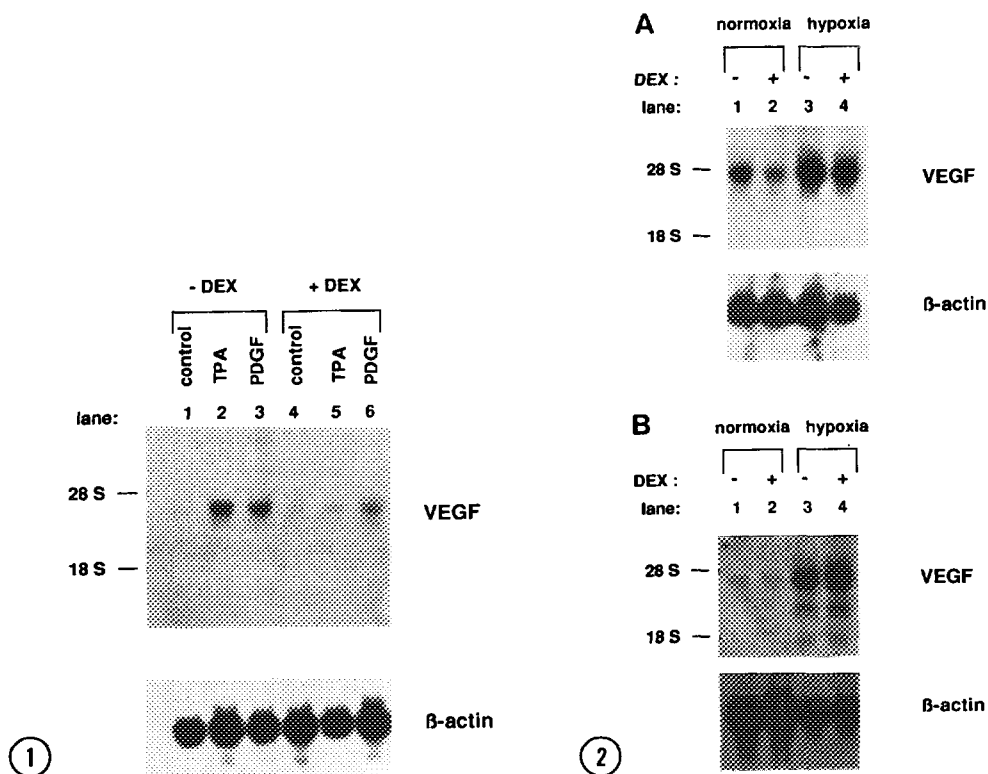 - DEX + DEX
control TPA PDGF control TPA PDGF
lane: 1 2 3 4 5 6
28 S —
18 S —
VEGF
ß-actin
1
A normoxia hypoxia
DEX : - + - +
lane: 1 2 3 4
28 S —
VEGF
18 S —
ß-actin
B normoxia hypoxia
DEX : - + - +
lane: 1 2 3 4
28 S —
VEGF
18 S —
ß-actin
2